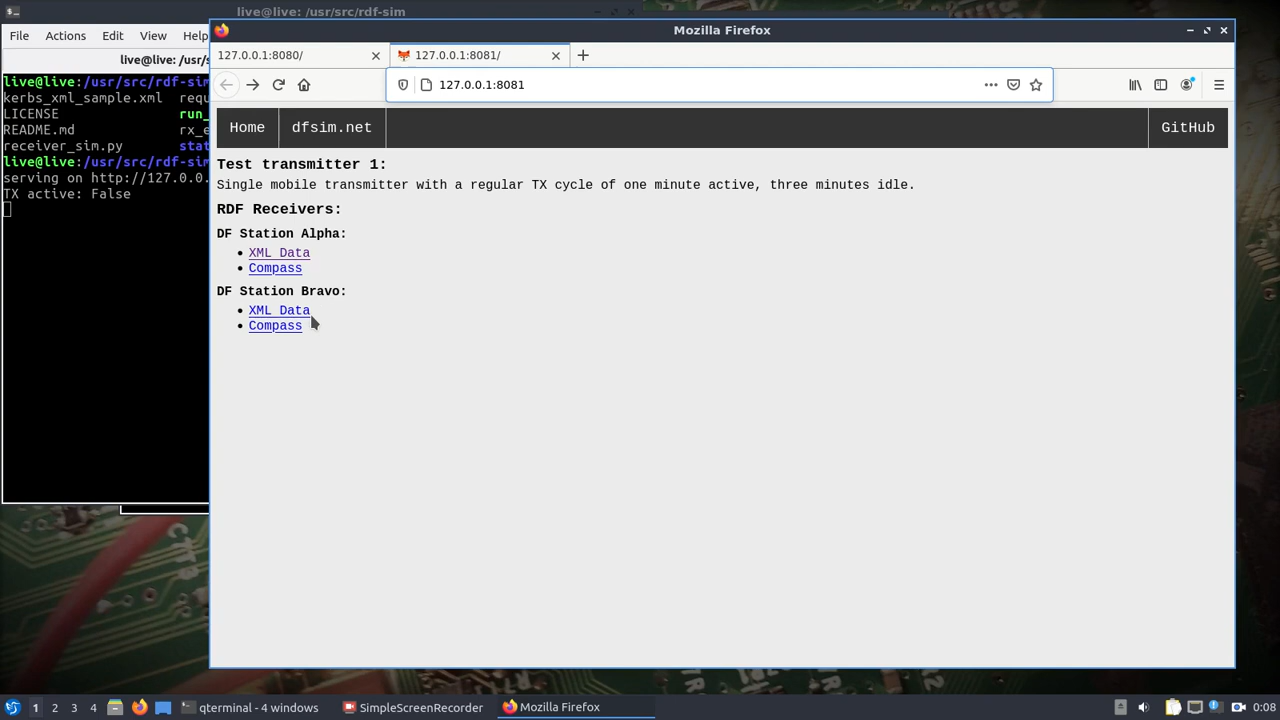 live@live: /usr/src/rdf-sim
File Actions Edit View Help
live@live: /usr/s
live@live:/usr/src/rdf-sim
kerbs_xml_sample.xml requ
LICENSE run_
README.md rx_e
receiver_sim.py stat
live@live:/usr/src/rdf-sim
serving on http://127.0.0.
TX active: False
Mozilla Firefox
127.0.0.1:8080/
127.0.0.1:8081/
127.0.0.1:8081
Home
dfsim.net
GitHub
Test transmitter 1:
Single mobile transmitter with a regular TX cycle of one minute active, three minutes idle.
RDF Receivers:
DF Station Alpha:
• XML Data
• Compass
DF Station Bravo:
• XML Data
• Compass
1 2 3 4
qterminal - 4 windows
SimpleScreenRecorder
Mozilla Firefox
0:08